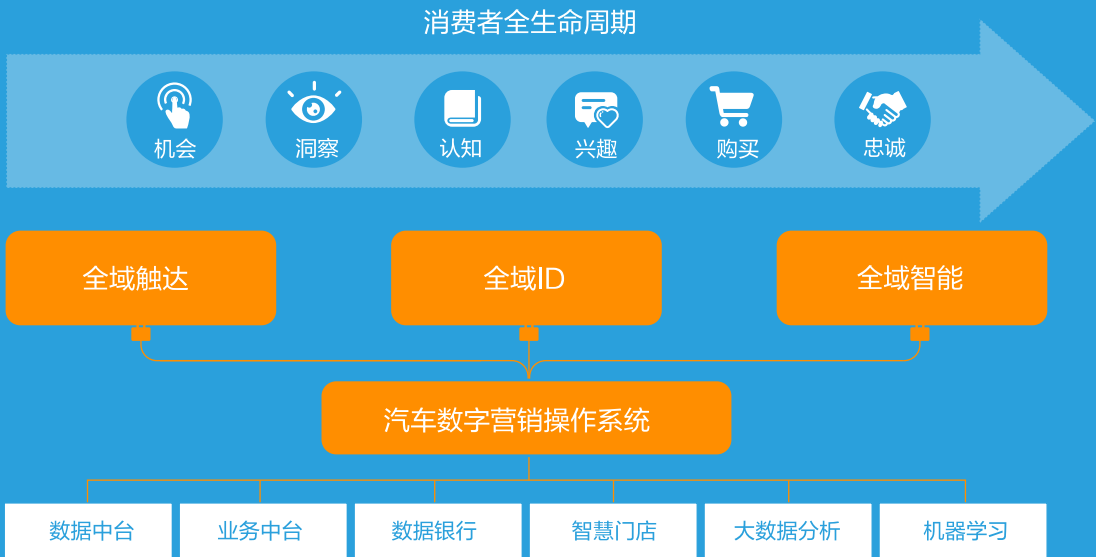 消费者全生命周期
机会
洞察
认知
兴趣
购买
忠诚
全域触达
全域ID
全域智能
汽车数字营销操作系统
数据中台
业务中台
数据银行
智慧门店
大数据分析
机器学习